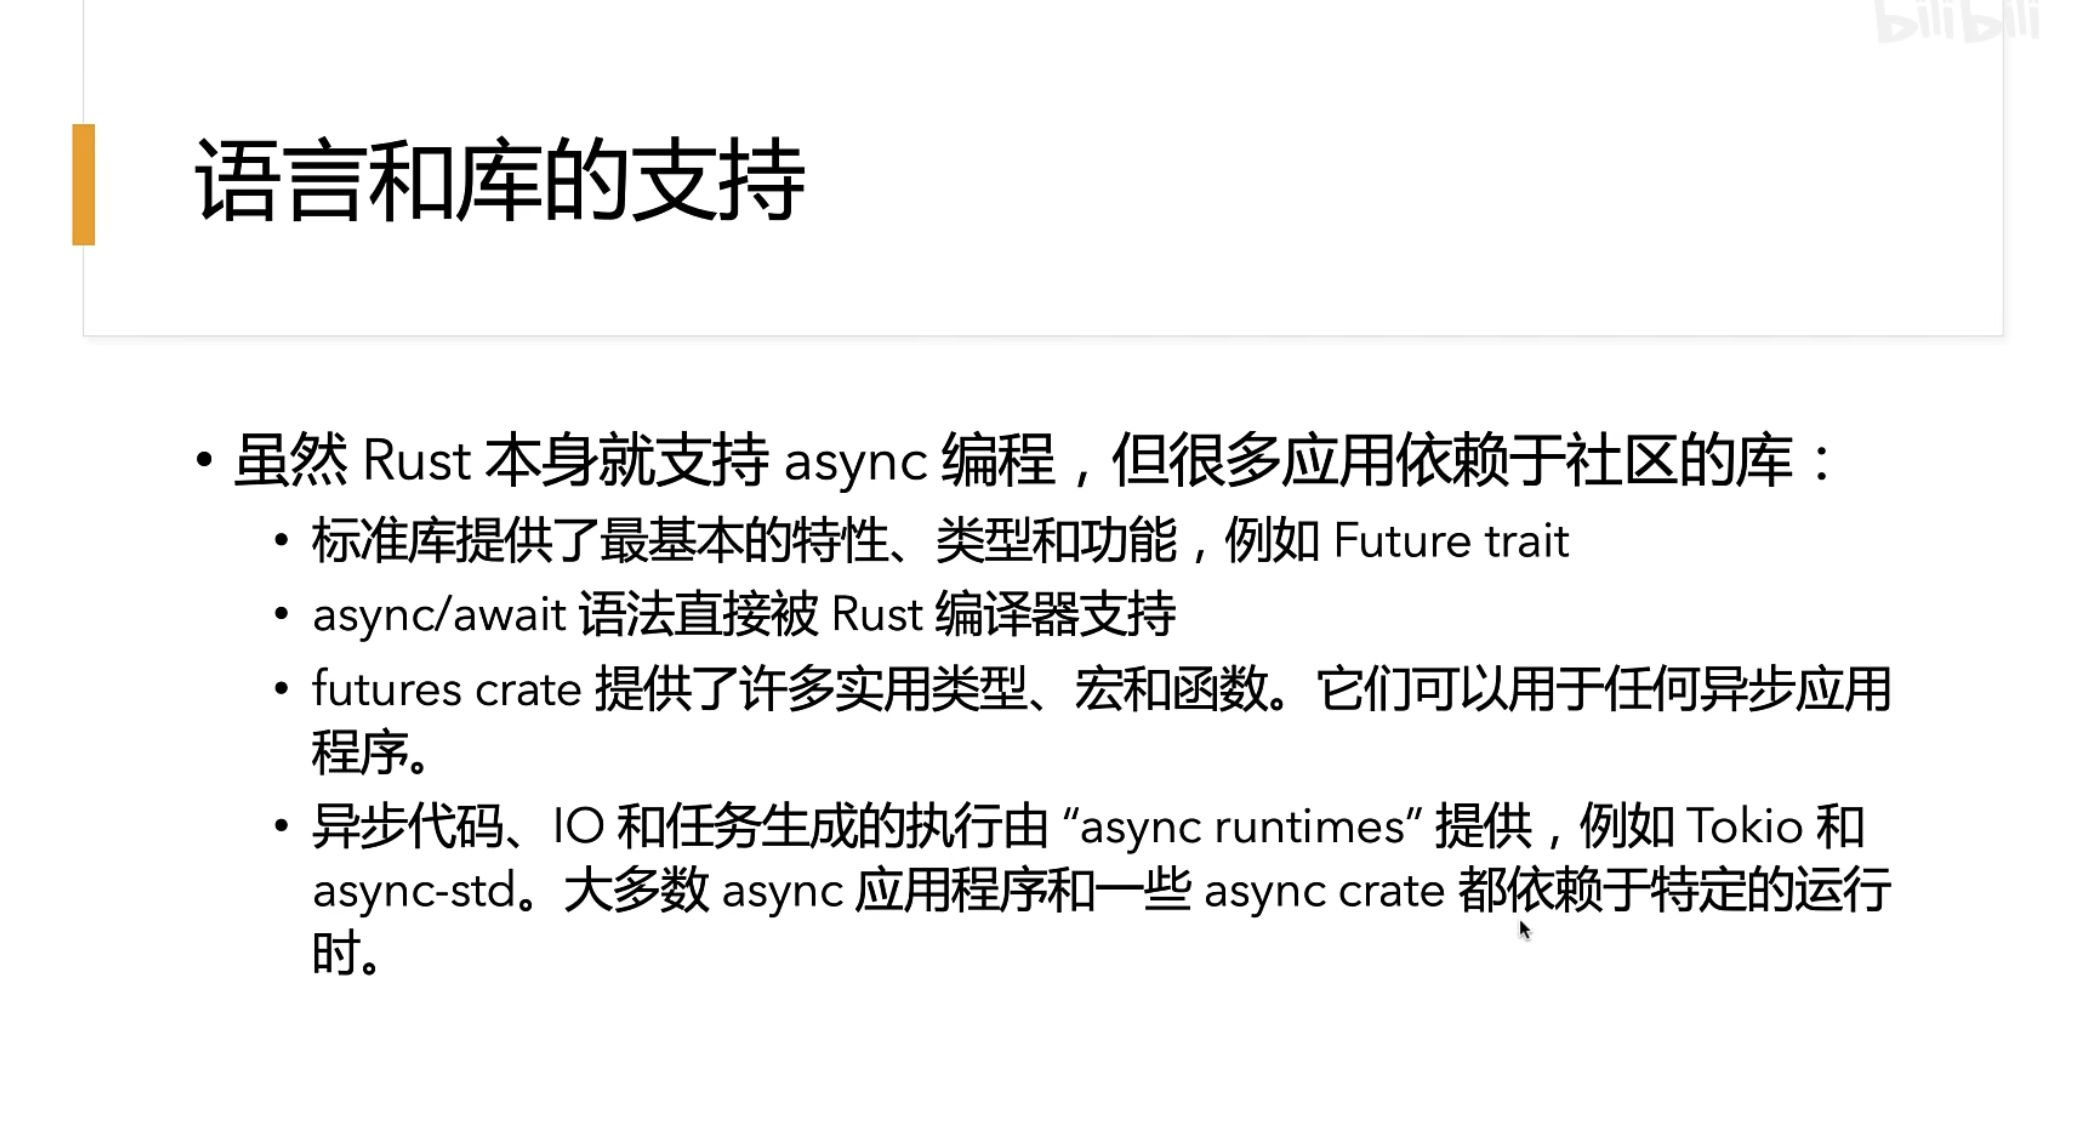 bilibili
语言和库的支持
• 虽然 Rust 本身就支持 async 编程，但很多应用依赖于社区的库：
• 标准库提供了最基本的特性、类型和功能，例如 Future trait
• async/await 语法直接被 Rust 编译器支持
• futures crate 提供了许多实用类型、宏和函数。它们可以用于任何异步应用
程序。
• 异步代码、IO 和任务生成的执行由 “async runtimes” 提供，例如 Tokio 和
async-std。大多数 async 应用程序和一些 async crate 都依赖于特定的运行
时。